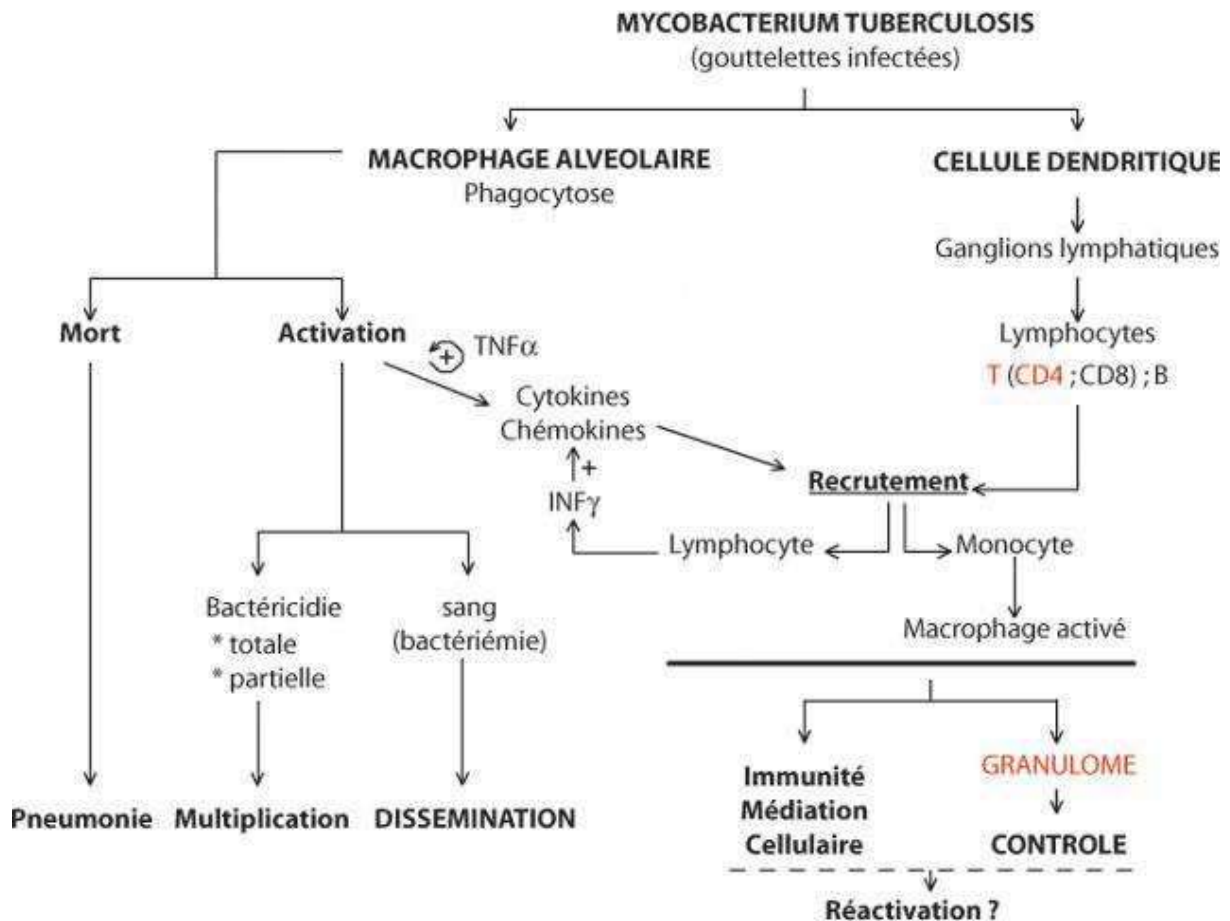 MYCOBACTERIUM TUBERCULOSIS
(gouttelettes infectées)
MACROPHAGE ALVEOLAIRE
Phagocytose
CELLULE DENDRITIQUE
Ganglions lymphatiques
Lymphocytes
T (CD4 ; CD8) ; B
Mort
Activation
+ TNFα
Cytokines
Chémokines
+
INFγ
Recrutement
Lymphocyte
Monocyte
Macrophage activé
Bactéricidie
* totale
* partielle
sang
(bactériémie)
Pneumonie
Multiplication
DISSEMINATION
Immunité
Médiation
Cellulaire
GRANULOME
CONTROLE
Réactivation ?